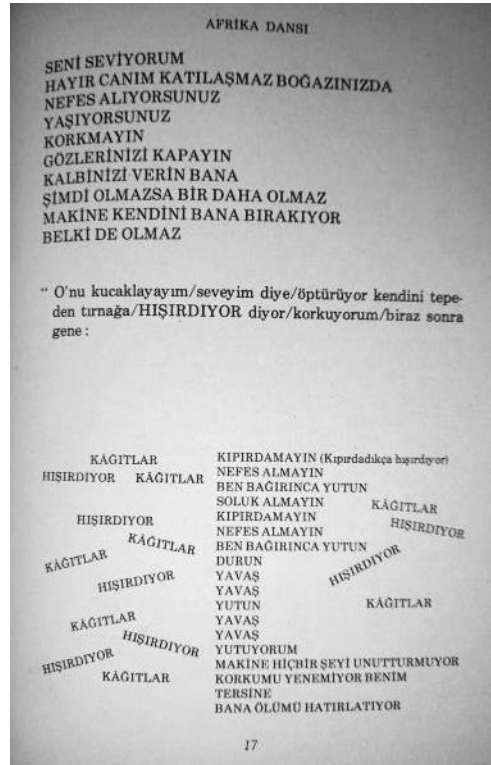 AFRİKA DANSI
SENİ SEVİYORUM
HAYIR CANIM KATILAŞMAZ BOĞAZINIZDA
NEFES ALIYORSUNUZ
YAŞIYORSUNUZ
KORKMAYIN
GÖZLERİNİZİ KAPAYIN
KALBİNİZİ VERİN BANA
ŞİMDİ OLMAZSA BİR DAHA OLMAZ
MAKİNE KENDİNİ BANA BIRAKIYOR
BELKİ DE OLMAZ
" O'nu kucaklayayım/seveyim diye/öptürüyor kendini tepe-
den tırnağa/HIŞIRDIYOR diyor/korkuyorum/biraz sonra
gene :
KÂĞITLAR KIPIRDAMAYIN (Kıpırdadıkça hışırdıyor)
HIŞIRDIYOR KÂĞITLAR NEFES ALMAYIN
BEN BAĞIRINCA YUTUN
SOLUK ALMAYIN KÂĞITLAR
HIŞIRDIYOR KIPIRDAMAYIN HIŞIRDIYOR
KÂĞITLAR NEFES ALMAYIN
KÂĞITLAR BEN BAĞIRINCA YUTUN
DURUN HIŞIRDIYOR
HIŞIRDIYOR YAVAŞ
YAVAŞ
YUTUN KÂĞITLAR
KÂĞITLAR YAVAŞ
HIŞIRDIYOR YAVAŞ
YUTUYORUM
HIŞIRDIYOR MAKİNE HİÇBİR ŞEYİ UNUTTURMUYOR
KÂĞITLAR KORKUMU YENEMİYOR BENİM
TERSİNE
BANA ÖLÜMÜ HATIRLATIYOR
17